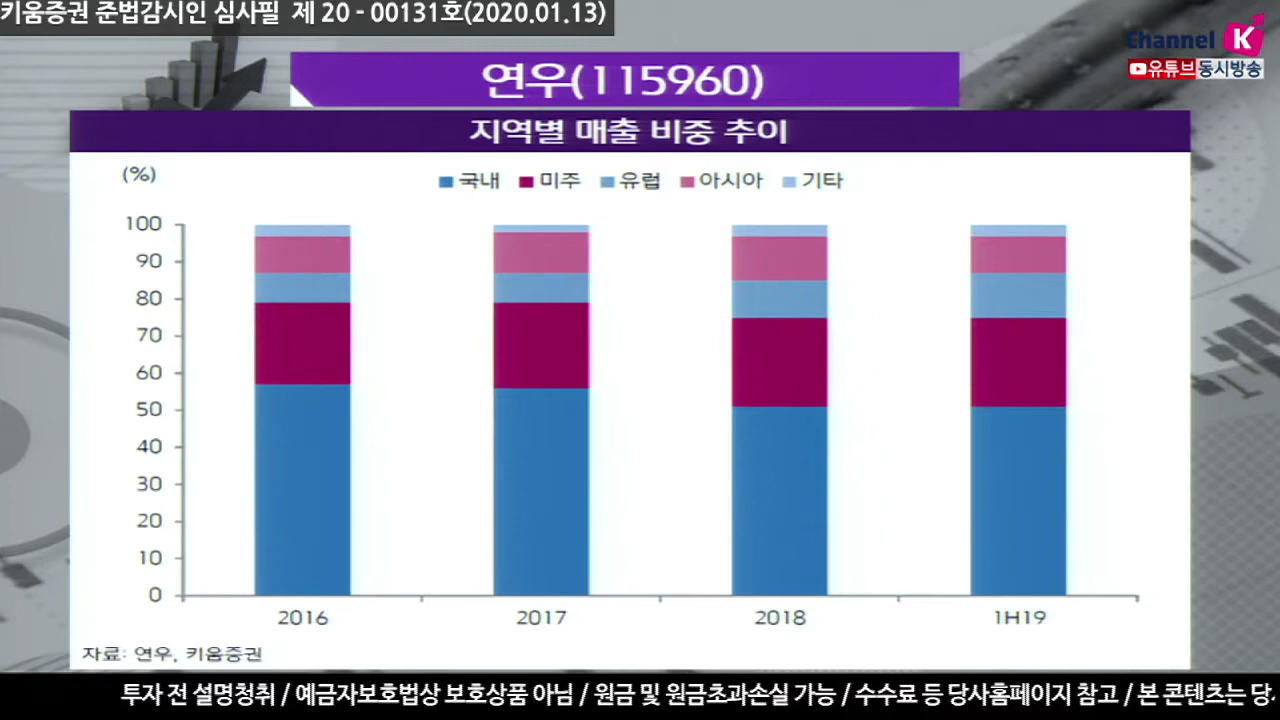 키움증권 준법감시인 심사필 제 20 - 00131호(2020.01.13)
Channel K
유튜브 동시방송
연우(115960)
지역별 매출 비중 추이
(%)
국내 미주 유럽 아시아 기타
100
90
80
70
60
50
40
30
20
10
0
2016 2017 2018 1H19
자료: 연우, 키움증권
투자 전 설명청취 / 예금자보호법상 보호상품 아님 / 원금 및 원금초과손실 가능 / 수수료 등 당사홈페이지 참고 / 본 콘텐츠는 당